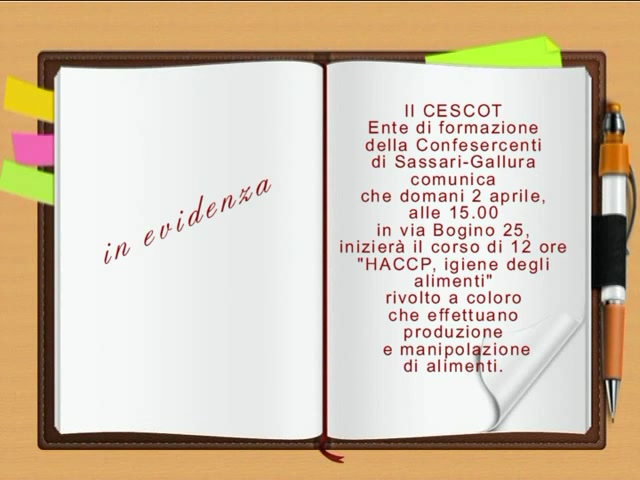 in evidenza
Il CESCOT
Ente di formazione
della Confesercenti
di Sassari-Gallura
comunica
che domani 2 aprile,
alle 15.00
in via Bogino 25,
inizierà il corso di 12 ore
"HACCP, igiene degli
alimenti"
rivolto a coloro
che effettuano
produzione
e manipolazione
di alimenti.